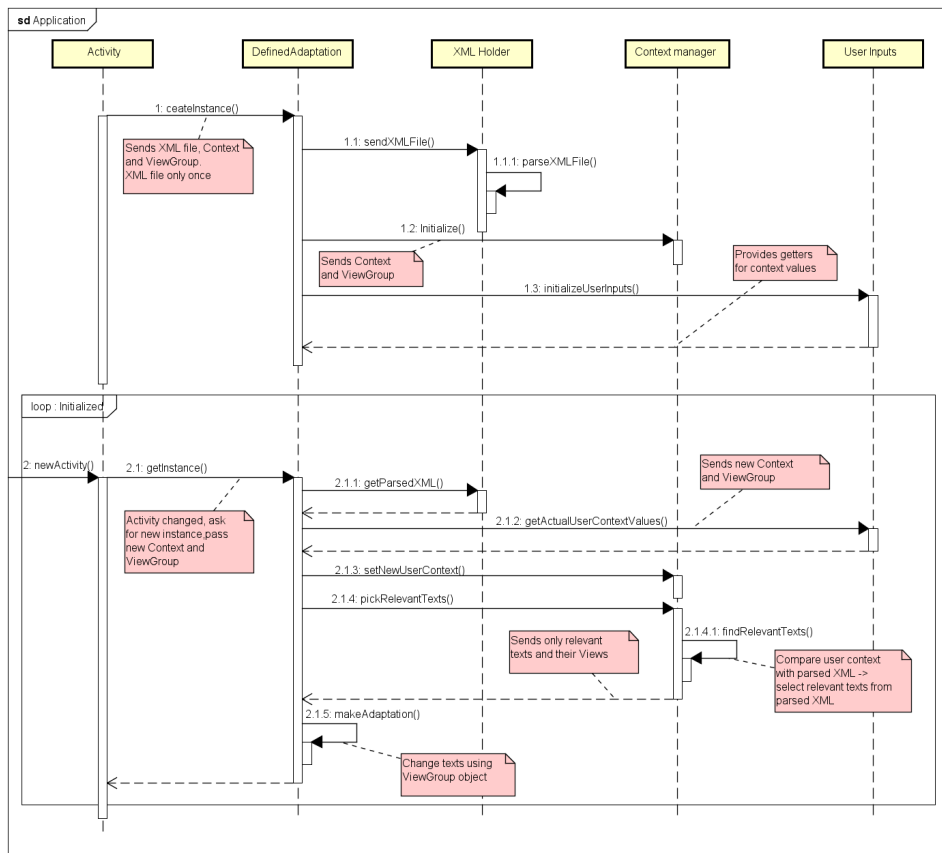 sd Application
Activity
DefinedAdaptation
XML Holder
Context manager
User Inputs
1: ceateInstance()
Sends XML file, Context
and ViewGroup.
XML file only once
1.1: sendXMLFile()
1.1.1: parseXMLFile()
1.2: Initialize()
Sends Context
and ViewGroup
Provides getters
for context values
1.3: initializeUserInputs()
loop : Initialized
2: newActivity()
2.1: getInstance()
Sends new Context
and ViewGroup
2.1.1: getParsedXML()
Activity changed, ask
for new instance,pass
new Context and
ViewGroup
2.1.2: getActualUserContextValues()
2.1.3: setNewUserContext()
2.1.4: pickRelevantTexts()
2.1.4.1: findRelevantTexts()
Sends only relevant
texts and their Views
Compare user context
with parsed XML ->
select relevant texts from
parsed XML
2.1.5: makeAdaptation()
Change texts using
ViewGroup object